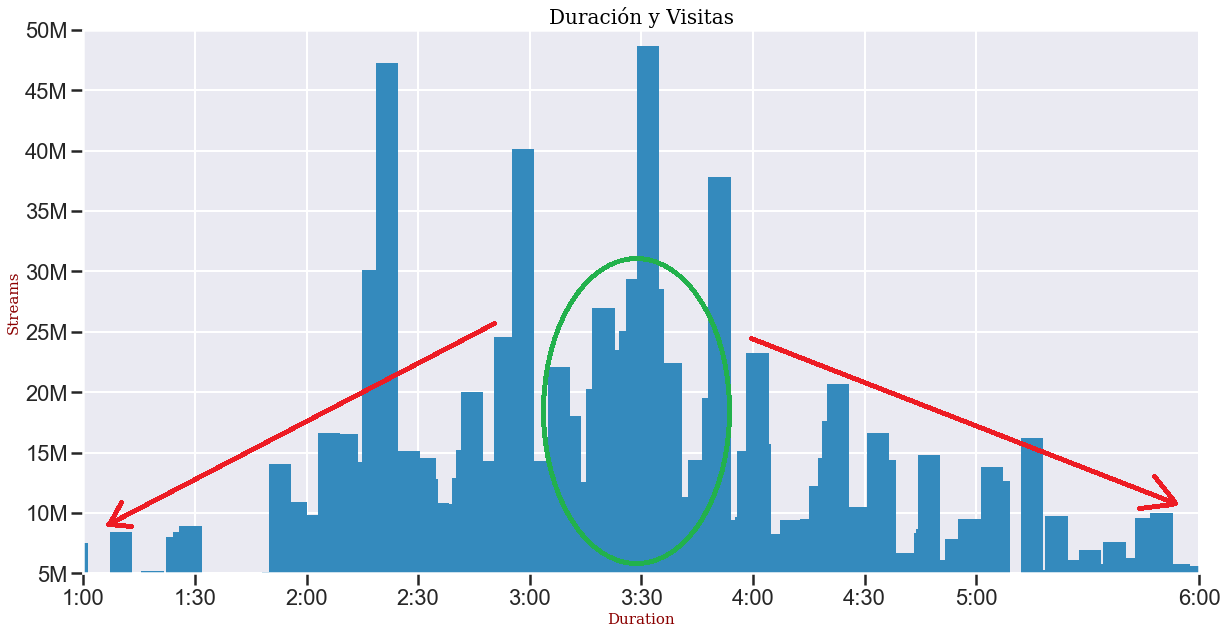 Duración y Visitas
50M
45M
40M
35M
30M
25M
20M
15M
10M
5M
Streams
1:00 1:30 2:00 2:30 3:00 3:30 4:00 4:30 5:00 6:00
Duration